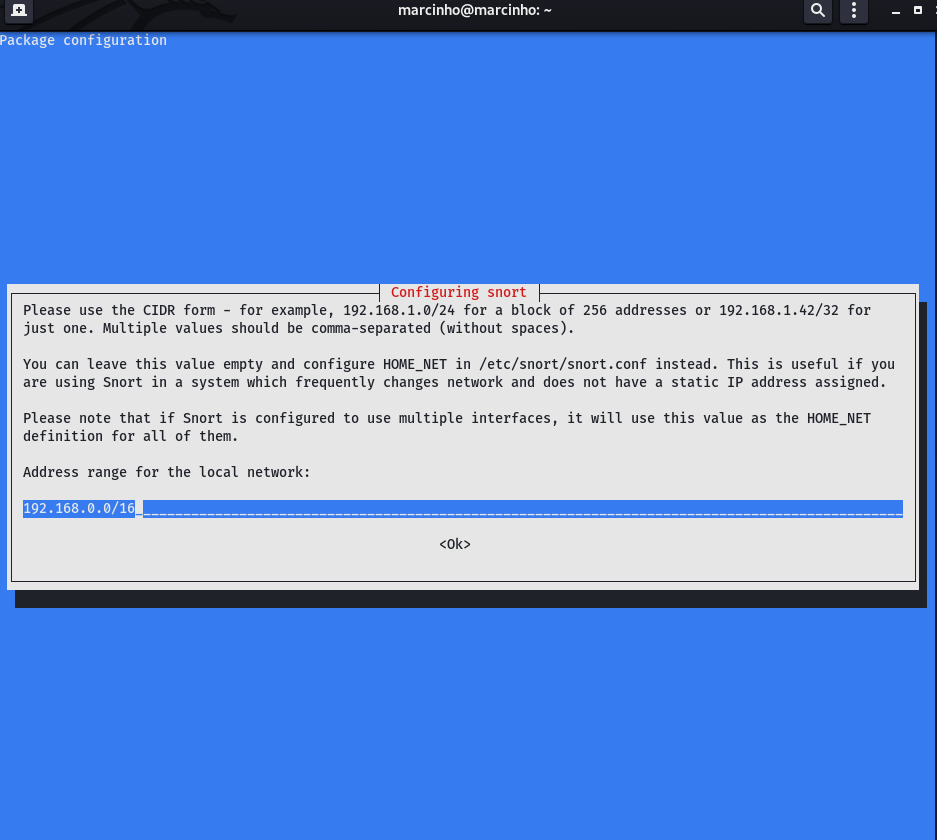 marcinho@marcinho: ~
Package configuration
Configuring snort
Please use the CIDR form - for example, 192.168.1.0/24 for a block of 256 addresses or 192.168.1.42/32 for
just one. Multiple values should be comma-separated (without spaces).
You can leave this value empty and configure HOME_NET in /etc/snort/snort.conf instead. This is useful if you
are using Snort in a system which frequently changes network and does not have a static IP address assigned.
Please note that if Snort is configured to use multiple interfaces, it will use this value as the HOME_NET
definition for all of them.
Address range for the local network:
192.168.0.0/16
<Ok>